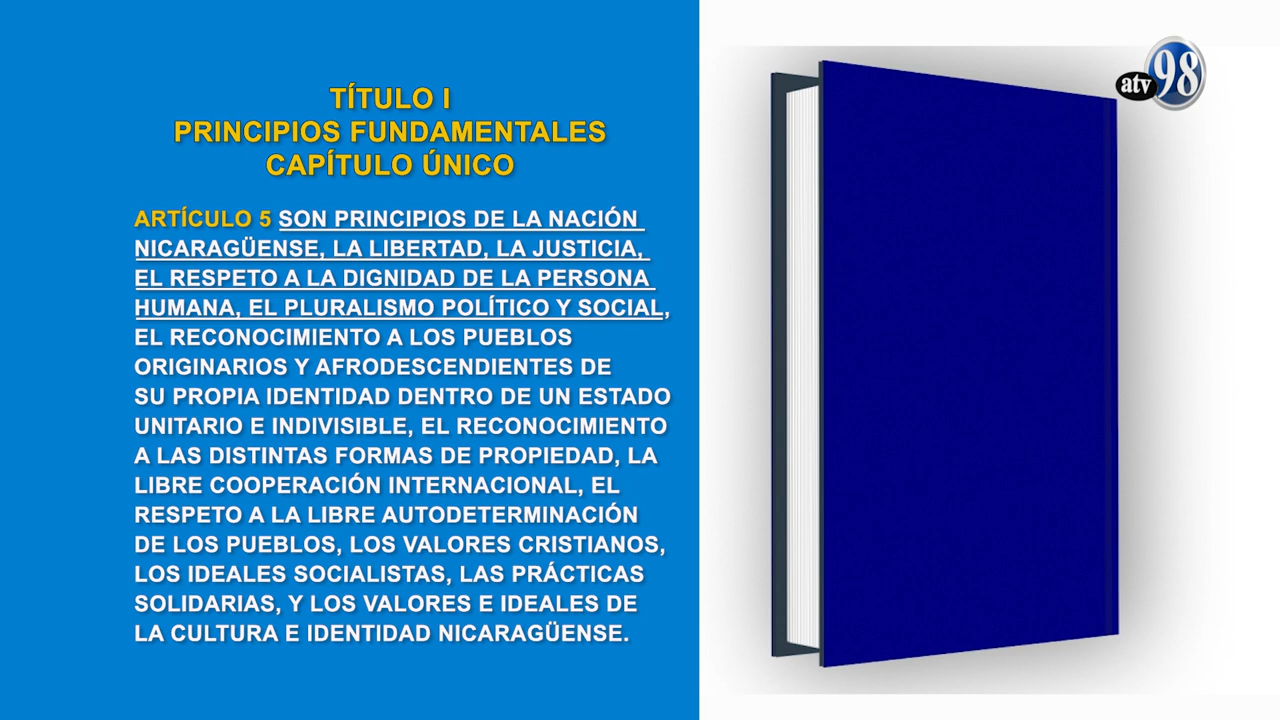 TÍTULO I
PRINCIPIOS FUNDAMENTALES
CAPÍTULO ÚNICO
ARTÍCULO 5 SON PRINCIPIOS DE LA NACIÓN
NICARAGÜENSE, LA LIBERTAD, LA JUSTICIA,
EL RESPETO A LA DIGNIDAD DE LA PERSONA
HUMANA, EL PLURALISMO POLÍTICO Y SOCIAL,
EL RECONOCIMIENTO A LOS PUEBLOS
ORIGINARIOS Y AFRODESCENDIENTES DE
SU PROPIA IDENTIDAD DENTRO DE UN ESTADO
UNITARIO E INDIVISIBLE, EL RECONOCIMIENTO
A LAS DISTINTAS FORMAS DE PROPIEDAD, LA
LIBRE COOPERACIÓN INTERNACIONAL, EL
RESPETO A LA LIBRE AUTODETERMINACIÓN
DE LOS PUEBLOS, LOS VALORES CRISTIANOS,
LOS IDEALES SOCIALISTAS, LAS PRÁCTICAS
SOLIDARIAS, Y LOS VALORES E IDEALES DE
LA CULTURA E IDENTIDAD NICARAGÜENSE.
atv 98